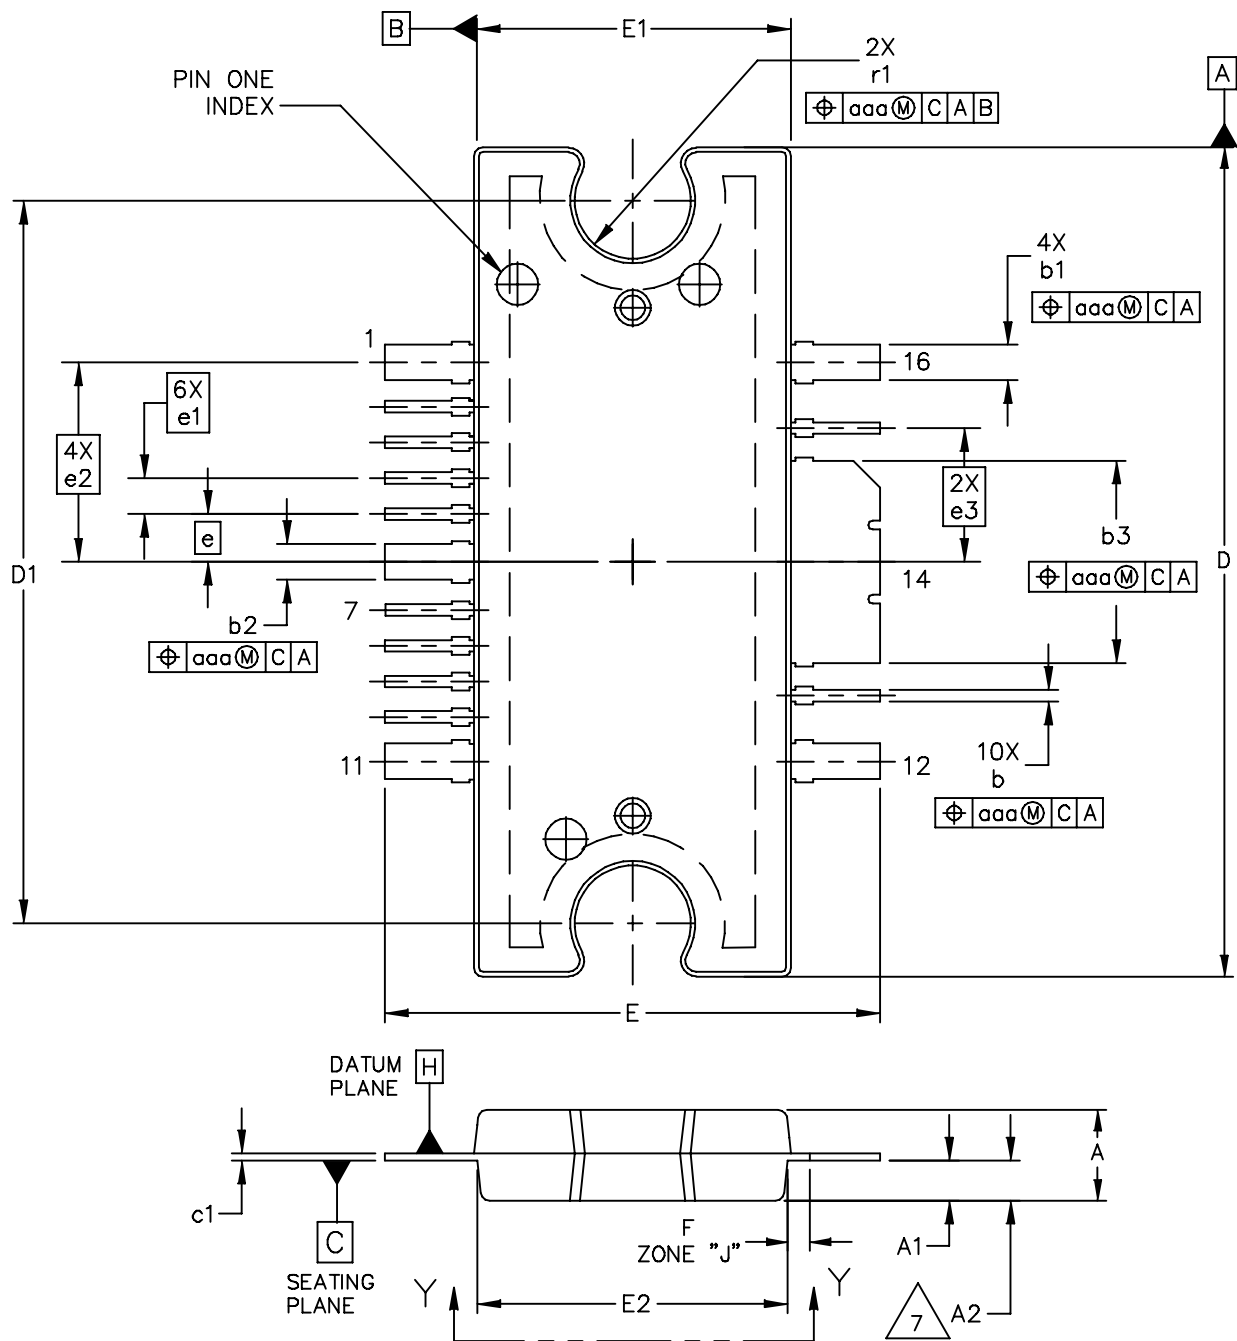 B
E1
2X
r1
⌖ aaa Ⓜ C A B
A
PIN ONE
INDEX
4X
b1
⌖ aaa Ⓜ C A
1
16
6X
e1
4X
e2
2X
e3
e
b3
⌖ aaa Ⓜ C A
D1
D
14
7
b2
⌖ aaa Ⓜ C A
11
12
10X
b
⌖ aaa Ⓜ C A
E
DATUM
PLANE
H
A
c1
C
SEATING
PLANE
F
ZONE "J"
A1
Y
Y
E2
7
A2